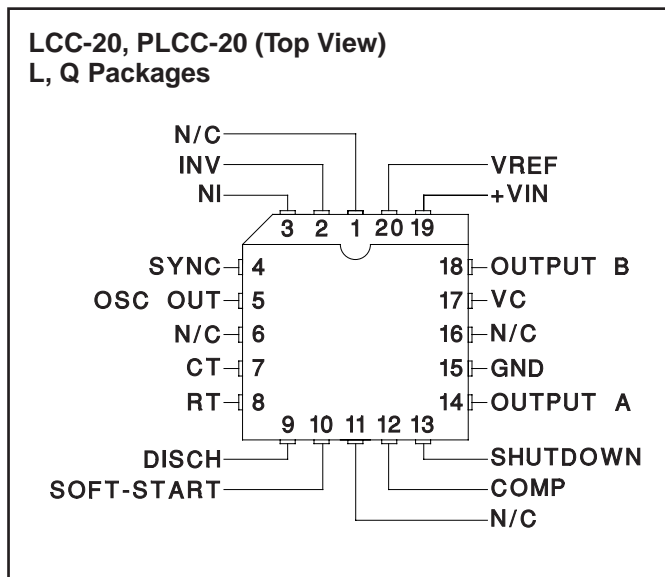 LCC-20, PLCC-20 (Top View)
L, Q Packages
N/C
INV
NI
VREF
+VIN
3 2 1 20 19
SYNC 4
OSC OUT 5
N/C 6
CT 7
RT 8
18 OUTPUT B
17 VC
16 N/C
15 GND
14 OUTPUT A
9 10 11 12 13
DISCH
SOFT-START
SHUTDOWN
COMP
N/C